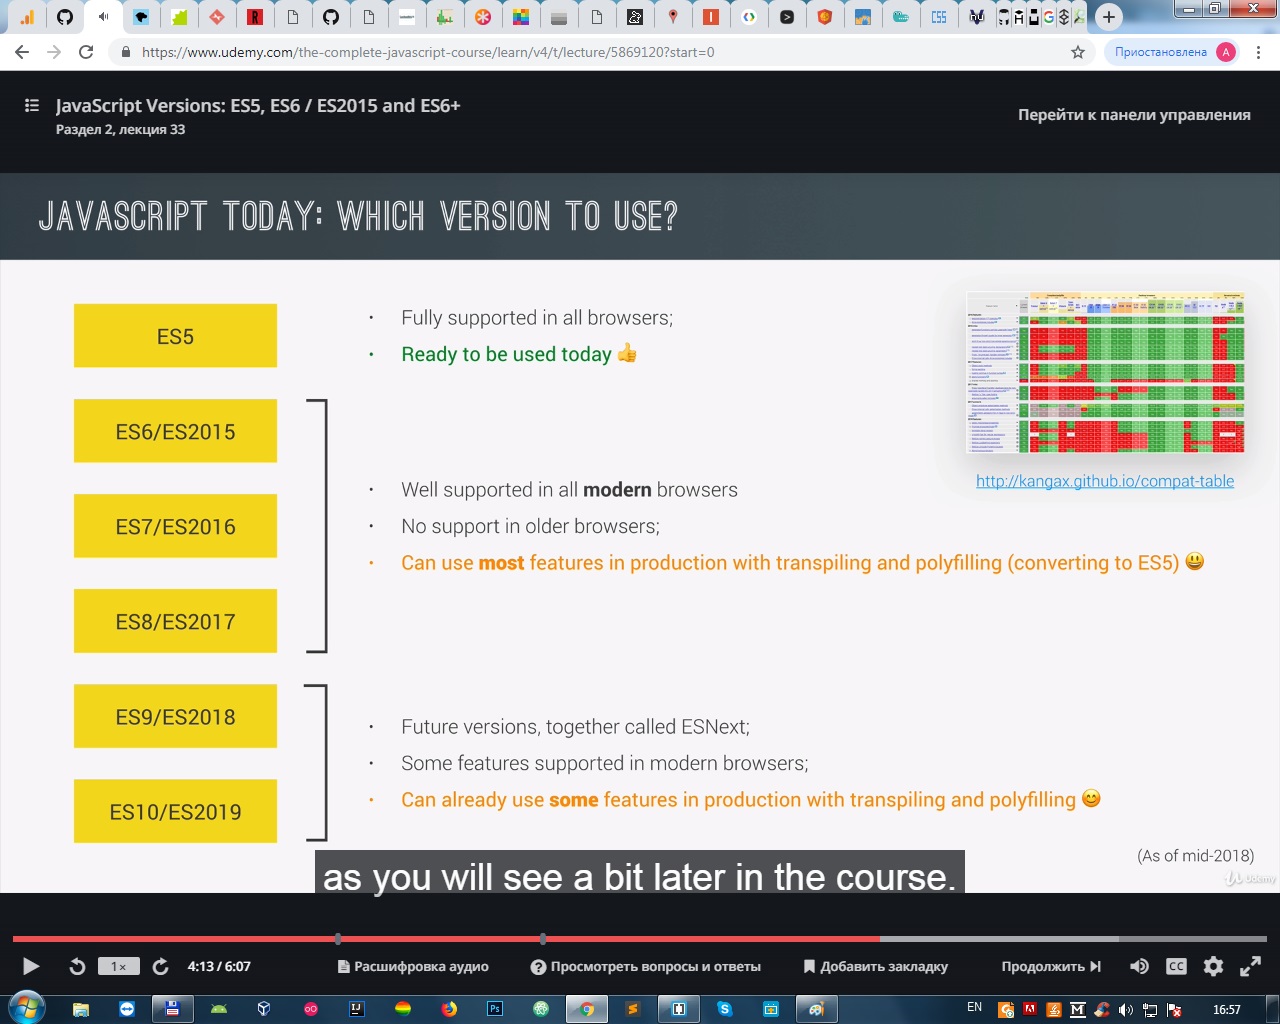 https://www.udemy.com/the-complete-javascript-course/learn/v4/t/lecture/5869120?start=0
Приостановлена
A
JavaScript Versions: ES5, ES6 / ES2015 and ES6+
Раздел 2, лекция 33
Перейти к панели управления
JAVASCRIPT TODAY: WHICH VERSION TO USE?
ES5
• Fully supported in all browsers;
• Ready to be used today 👍
http://kangax.github.io/compat-table
ES6/ES2015
ES7/ES2016
ES8/ES2017
• Well supported in all modern browsers
• No support in older browsers;
• Can use most features in production with transpiling and polyfilling (converting to ES5) 😃
ES9/ES2018
ES10/ES2019
• Future versions, together called ESNext;
• Some features supported in modern browsers;
• Can already use some features in production with transpiling and polyfilling 😊
(As of mid-2018)
Udemy
as you will see a bit later in the course.
1×
4:13 / 6:07
Расшифровка аудио
Просмотреть вопросы и ответы
Добавить закладку
Продолжить
CC
EN
16:57